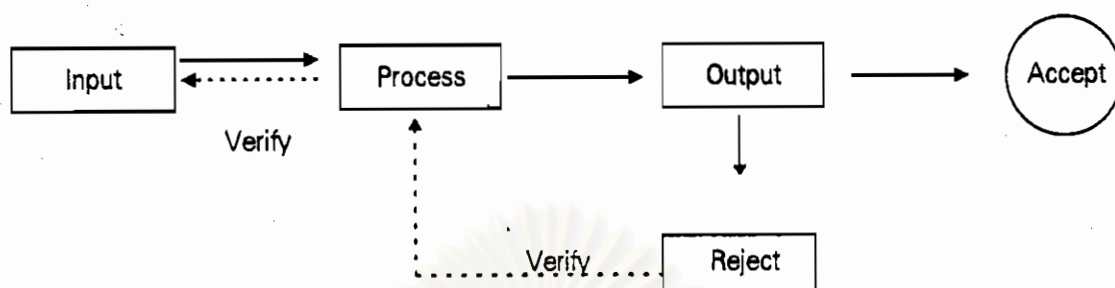 Input
Process
Output
Accept
Verify
Verify
Reject